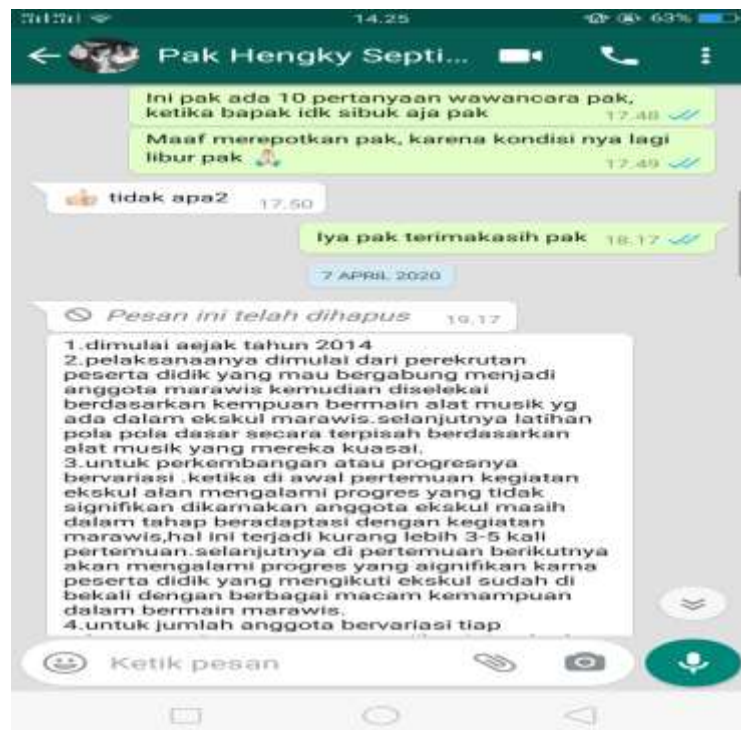 14.25
63%
Pak Hengky Septi...
Ini pak ada 10 pertanyaan wawancara pak,
ketika bapak idk sibuk aja pak
17.48
Maaf merepotkan pak, karena kondisi nya lagi
libur pak
17.49
tidak apa2
17.50
Iya pak terimakasih pak
18.17
7 APRIL 2020
Pesan ini telah dihapus
19.17
1.dimulai aejak tahun 2014
2.pelaksanaanya dimulai dari perekrutan
peserta didik yang mau bergabung menjadi
anggota marawis kemudian diselekai
berdasarkan kempuan bermain alat musik yg
ada dalam ekskul marawis.selanjutnya latihan
pola pola dasar secara terpisah berdasarkan
alat musik yang mereka kuasai.
3.untuk perkembangan atau progresnya
bervariasi .ketika di awal pertemuan kegiatan
ekskul alan mengalami progres yang tidak
signifikan dikarnakan anggota ekskul masih
dalam tahap beradaptasi dengan kegiatan
marawis,hal ini terjadi kurang lebih 3-5 kali
pertemuan.selanjutnya di pertemuan berikutnya
akan mengalami progres yang aignifikan karna
peserta didik yang mengikuti ekskul sudah di
bekali dengan berbagai macam kemampuan
dalam bermain marawis.
4.untuk jumlah anggota bervariasi tiap
Ketik pesan